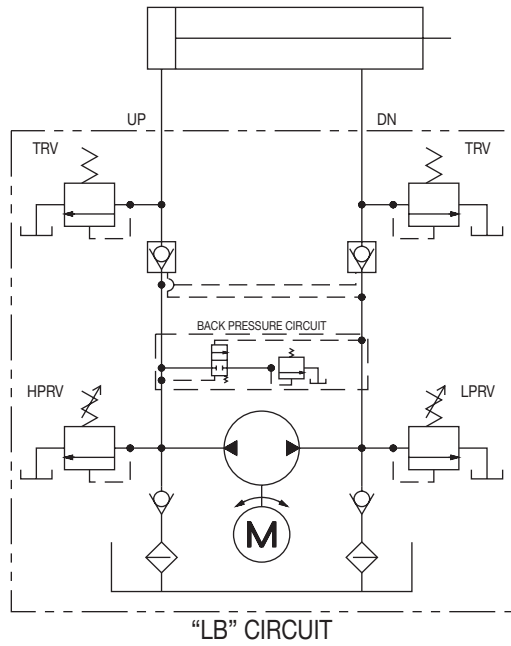 UP
DN
TRV
TRV
BACK PRESSURE CIRCUIT
HPRV
LPRV
M
“LB” CIRCUIT